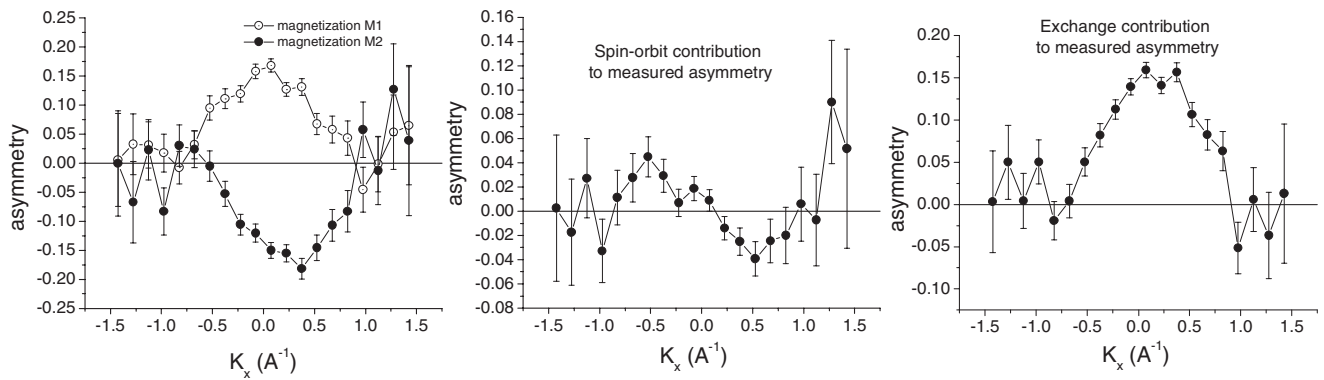 0.25
0.20
0.15
0.10
0.05
0.00
-0.05
-0.10
-0.15
-0.20
-0.25
asymmetry
magnetization M1
magnetization M2
-1.5 -1.0 -0.5 0.0 0.5 1.0 1.5
K_x (A^-1)
0.16
0.14
0.12
0.10
0.08
0.06
0.04
0.02
0.00
-0.02
-0.04
-0.06
-0.08
asymmetry
Spin-orbit contribution
to measured asymmetry
-1.5 -1.0 -0.5 0.0 0.5 1.0 1.5
K_x (A^-1)
0.20
0.15
0.10
0.05
0.00
-0.05
-0.10
asymmetry
Exchange contribution
to measured asymmetry
-1.5 -1.0 -0.5 0.0 0.5 1.0 1.5
K_x (A^-1)